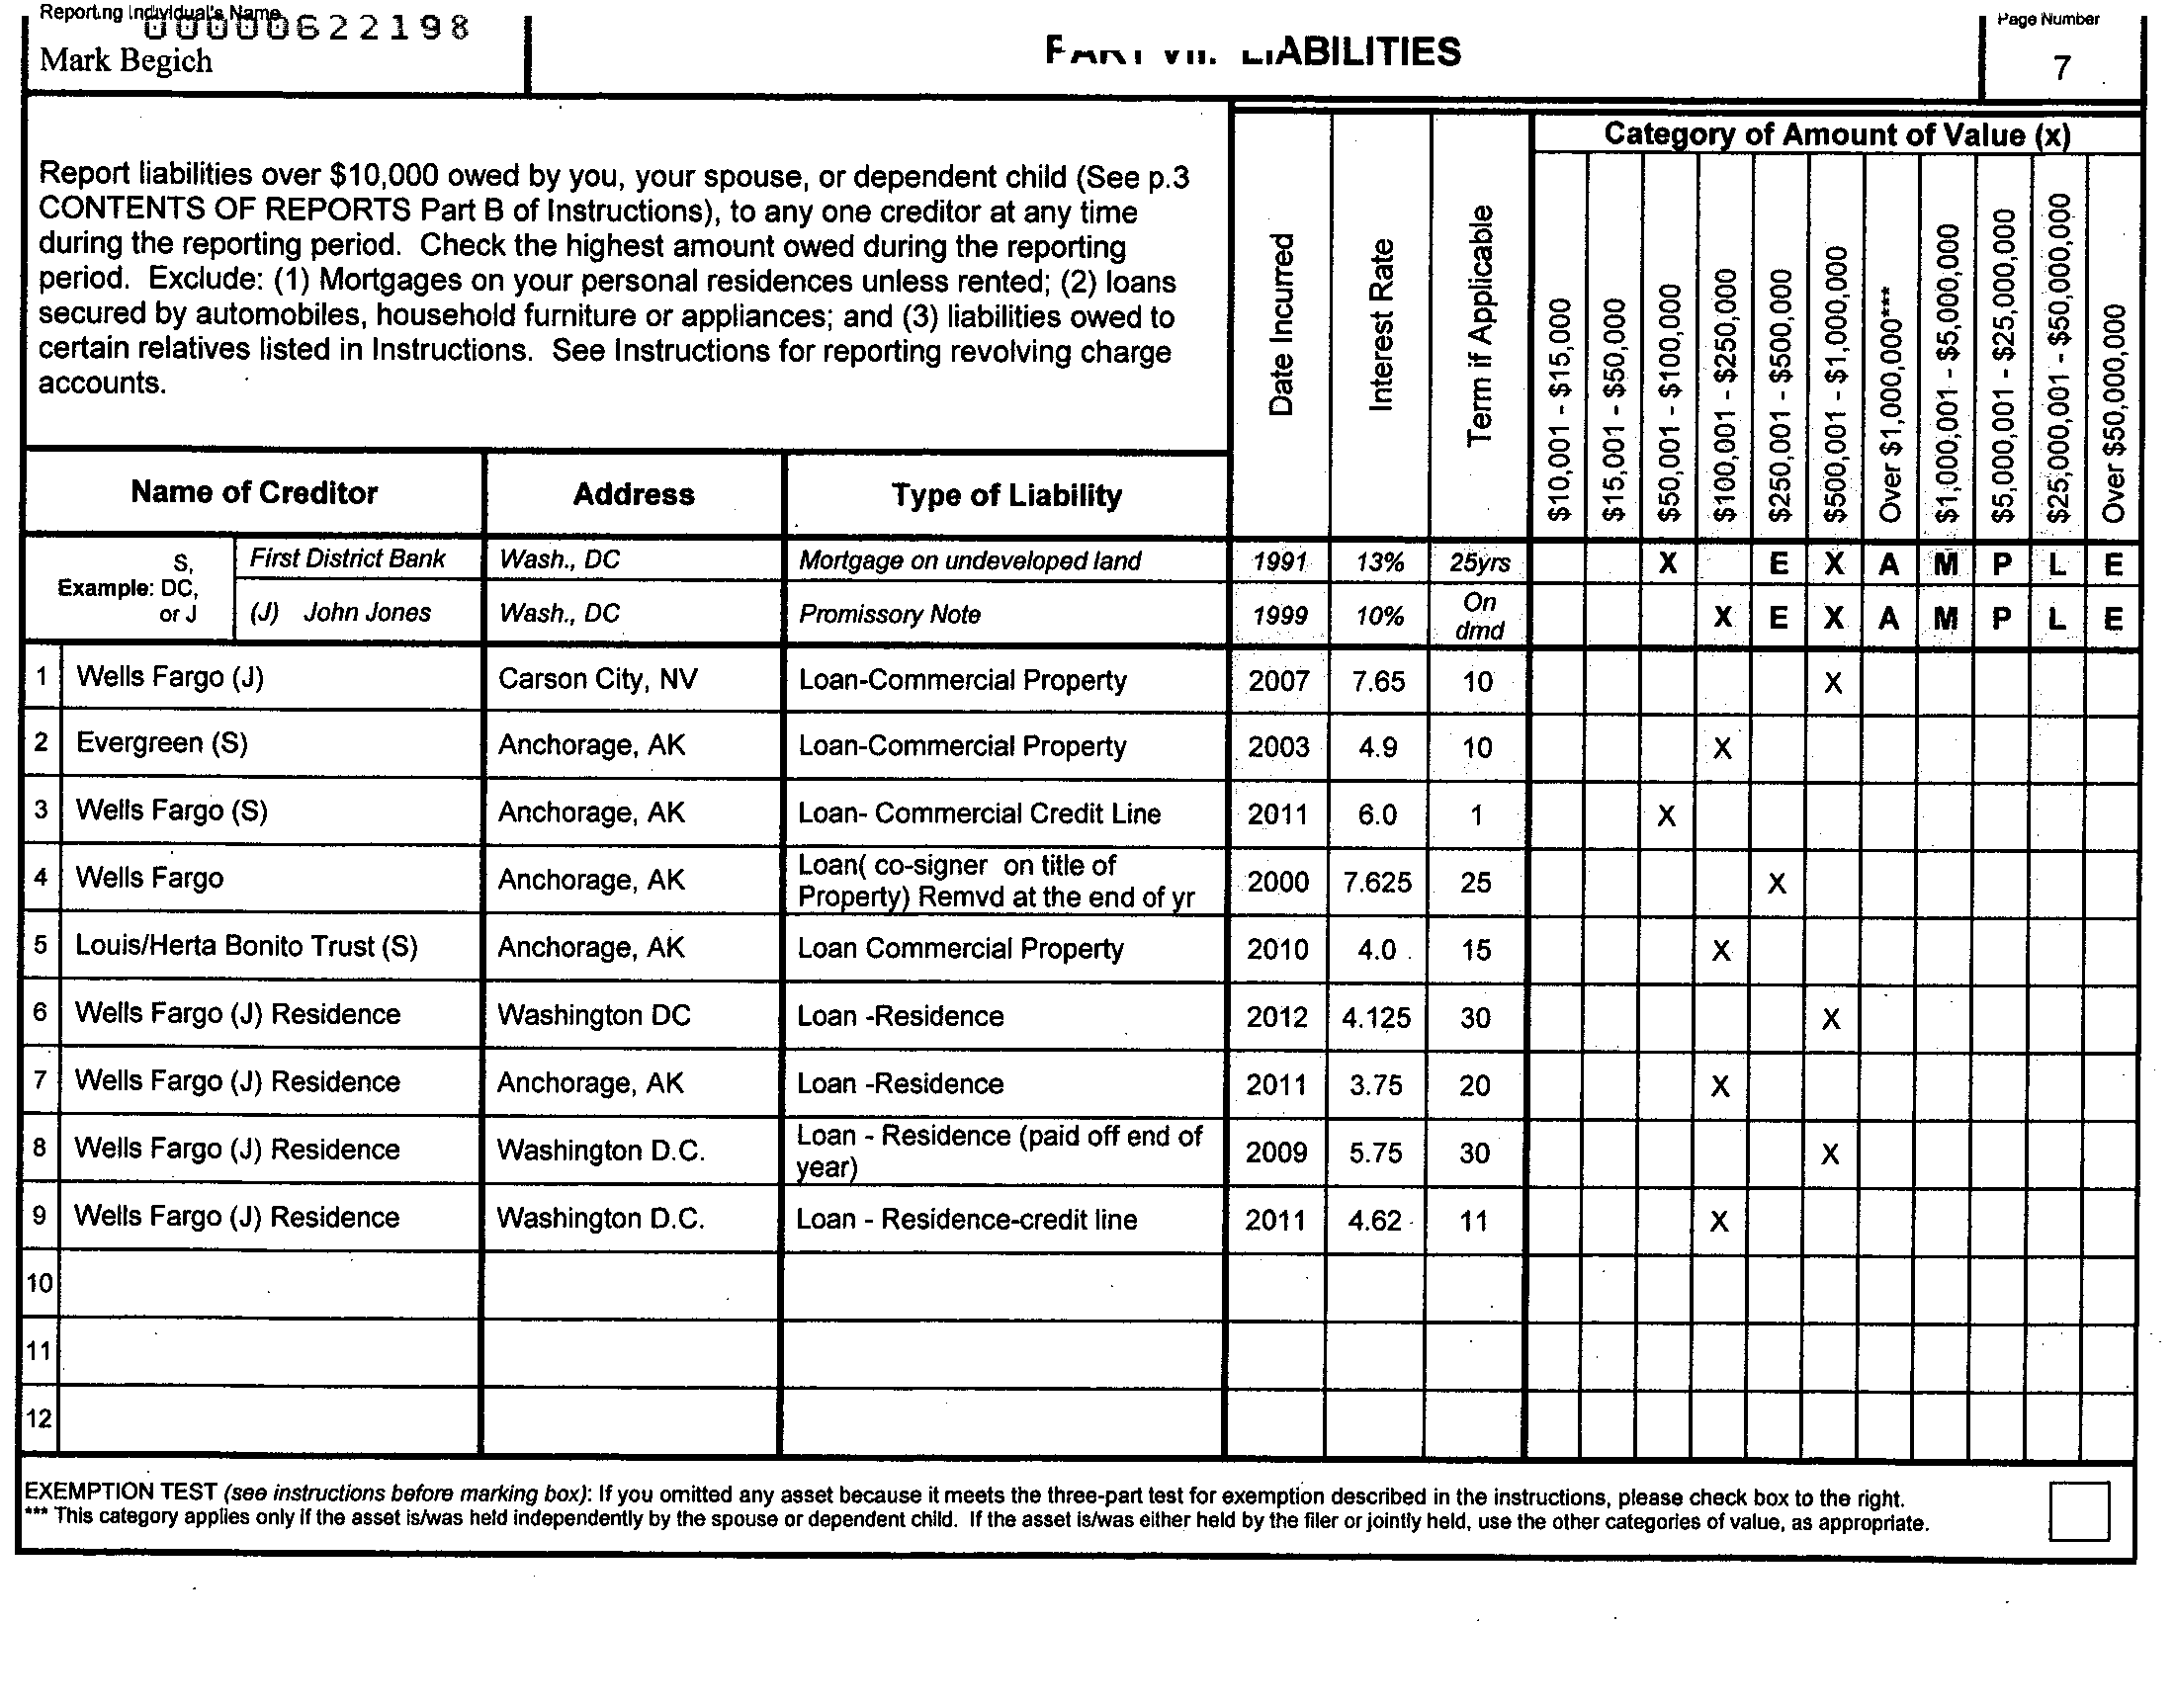 Reporting Individual's Name
00000622198
Mark Begich
PART VII. LIABILITIES
Page Number
7
Report liabilities over $10,000 owed by you, your spouse, or dependent child (See p.3
CONTENTS OF REPORTS Part B of Instructions), to any one creditor at any time
during the reporting period. Check the highest amount owed during the reporting
period. Exclude: (1) Mortgages on your personal residences unless rented; (2) loans
secured by automobiles, household furniture or appliances; and (3) liabilities owed to
certain relatives listed in Instructions. See Instructions for reporting revolving charge
accounts.
Date Incurred
Interest Rate
Term if Applicable
Category of Amount of Value (x)
$10,001 - $15,000
$15,001 - $50,000
$50,001 - $100,000
$100,001 - $250,000
$250,001 - $500,000
$500,001 - $1,000,000
Over $1,000,000***
$1,000,001 - $5,000,000
$5,000,001 - $25,000,000
$25,000,001 - $50,000,000
Over $50,000,000
Name of Creditor Address Type of Liability
Example: S, DC, or J
First District Bank Wash., DC Mortgage on undeveloped land 1991 13% 25yrs X E X A M P L E
(J) John Jones Wash., DC Promissory Note 1999 10% On dmd X E X A M P L E
1 Wells Fargo (J) Carson City, NV Loan-Commercial Property 2007 7.65 10 X
2 Evergreen (S) Anchorage, AK Loan-Commercial Property 2003 4.9 10 X
3 Wells Fargo (S) Anchorage, AK Loan- Commercial Credit Line 2011 6.0 1 X
4 Wells Fargo Anchorage, AK Loan( co-signer on title of Property) Remvd at the end of yr 2000 7.625 25 X
5 Louis/Herta Bonito Trust (S) Anchorage, AK Loan Commercial Property 2010 4.0 15 X
6 Wells Fargo (J) Residence Washington DC Loan -Residence 2012 4.125 30 X
7 Wells Fargo (J) Residence Anchorage, AK Loan -Residence 2011 3.75 20 X
8 Wells Fargo (J) Residence Washington D.C. Loan - Residence (paid off end of year) 2009 5.75 30 X
9 Wells Fargo (J) Residence Washington D.C. Loan - Residence-credit line 2011 4.62 11 X
10
11
12
EXEMPTION TEST (see instructions before marking box): If you omitted any asset because it meets the three-part test for exemption described in the instructions, please check box to the right.
*** This category applies only if the asset is/was held independently by the spouse or dependent child. If the asset is/was either held by the filer or jointly held, use the other categories of value, as appropriate.